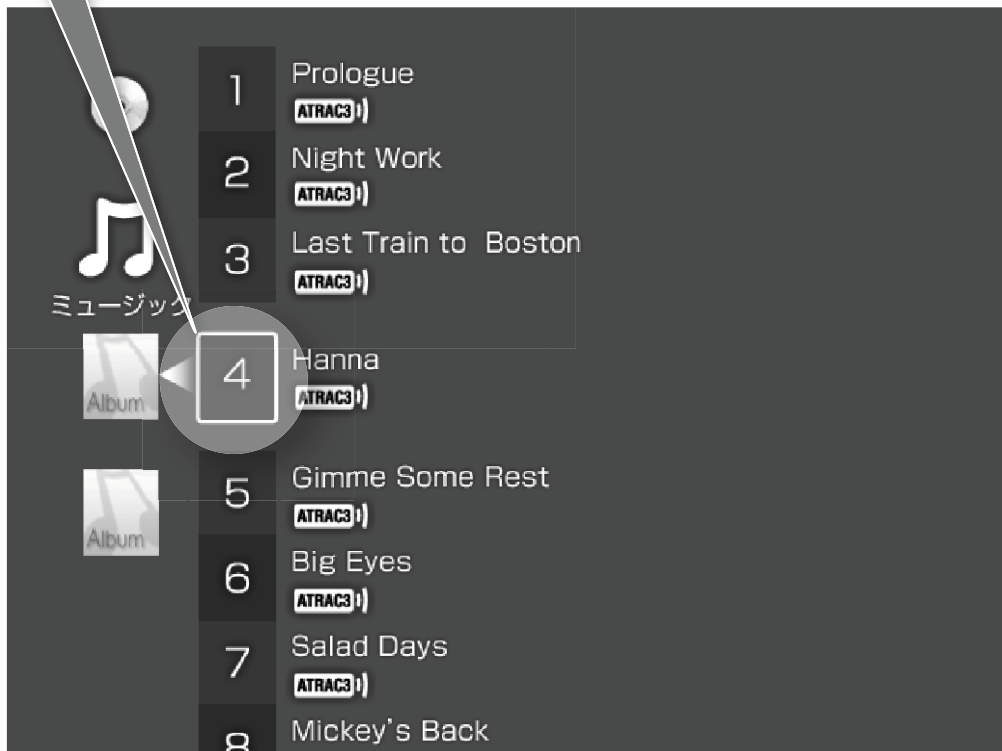 1
Prologue
ATRAC3
2
Night Work
ATRAC3
3
Last Train to Boston
ATRAC3
ミュージック
4
Hanna
ATRAC3
Album
5
Gimme Some Rest
ATRAC3
Album
6
Big Eyes
ATRAC3
7
Salad Days
ATRAC3
8
Mickey's Back